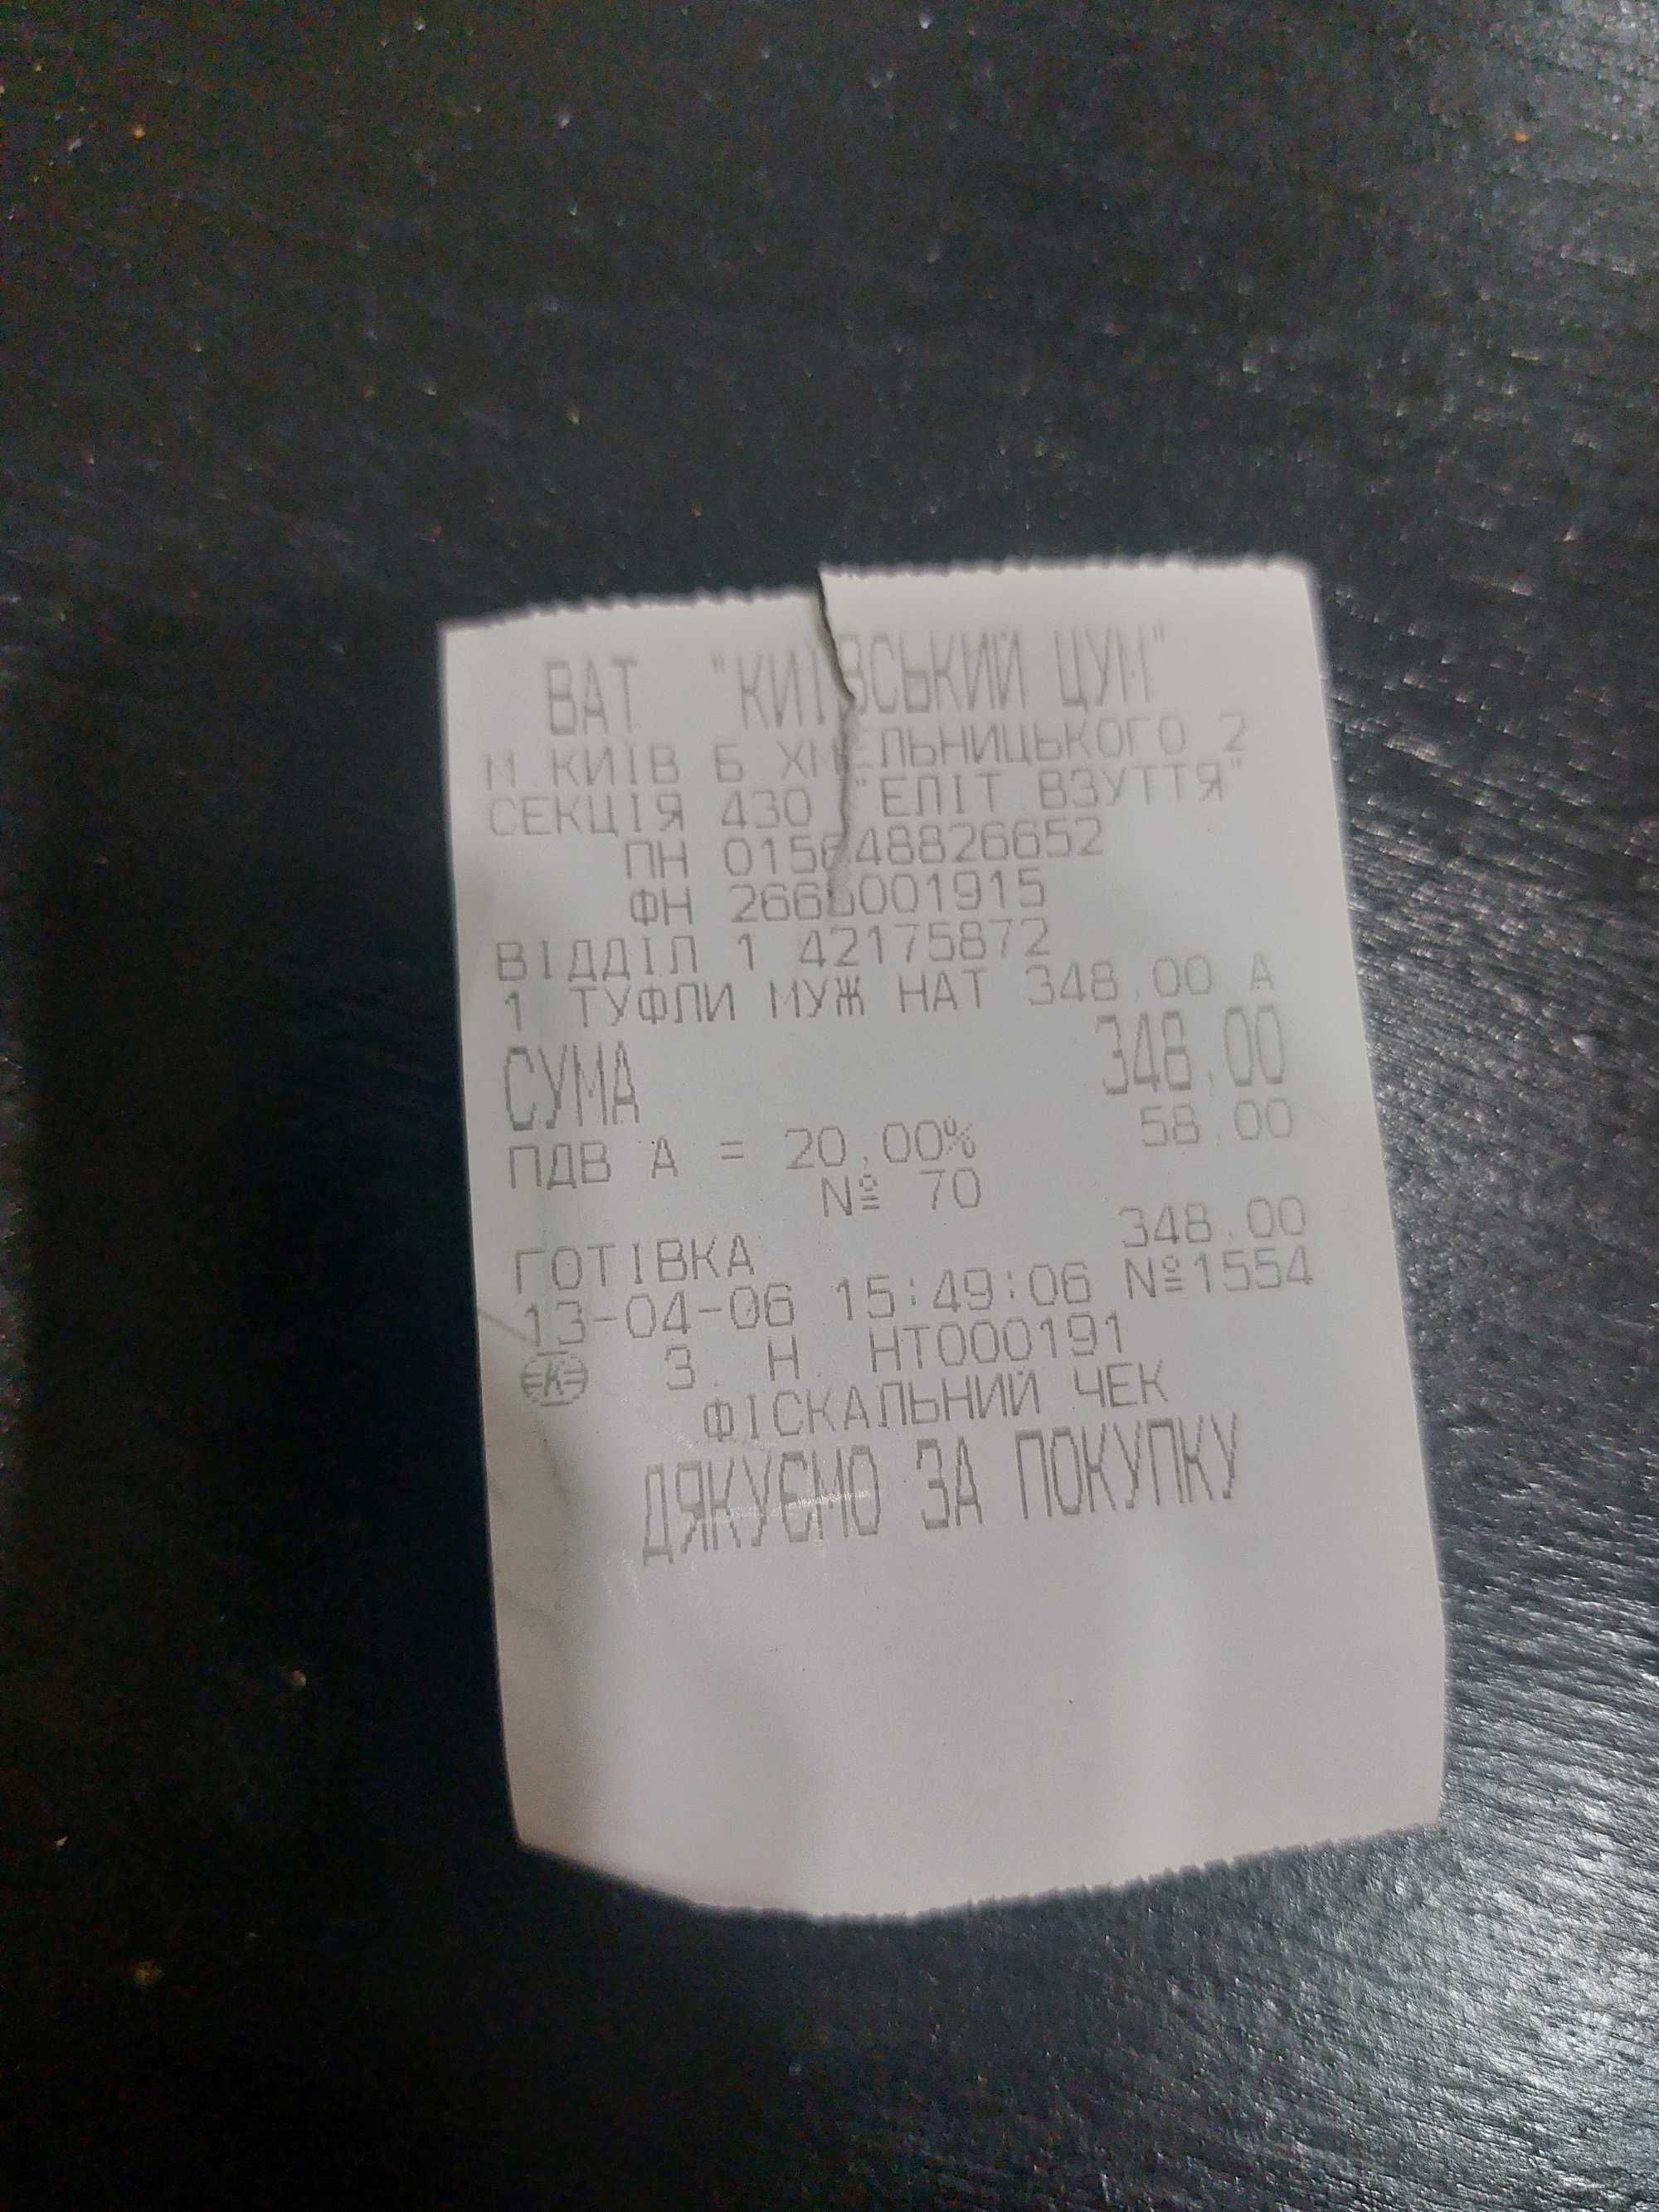 ВАТ "КИЇВСЬКИЙ ЦУМ"
М.КИЇВ Б.ХМЕЛЬНИЦЬКОГО 2
СЕКЦІЯ 430 "ЕЛІТ.ВЗУТТЯ"
ПН
ФН
ВІДДІЛ 1 42175872
1 ТУФЛИ МУЖ НАТ 348.00 А
СУМА 348.00
ПДВ А = 20.00% 58.00
№ 70
ГОТІВКА 348.00
13-04-06 15:49:06 №1554
К З. Н. НТ000191
ФІСКАЛЬНИЙ ЧЕК
ДЯКУЄМО ЗА ПОКУПКУ